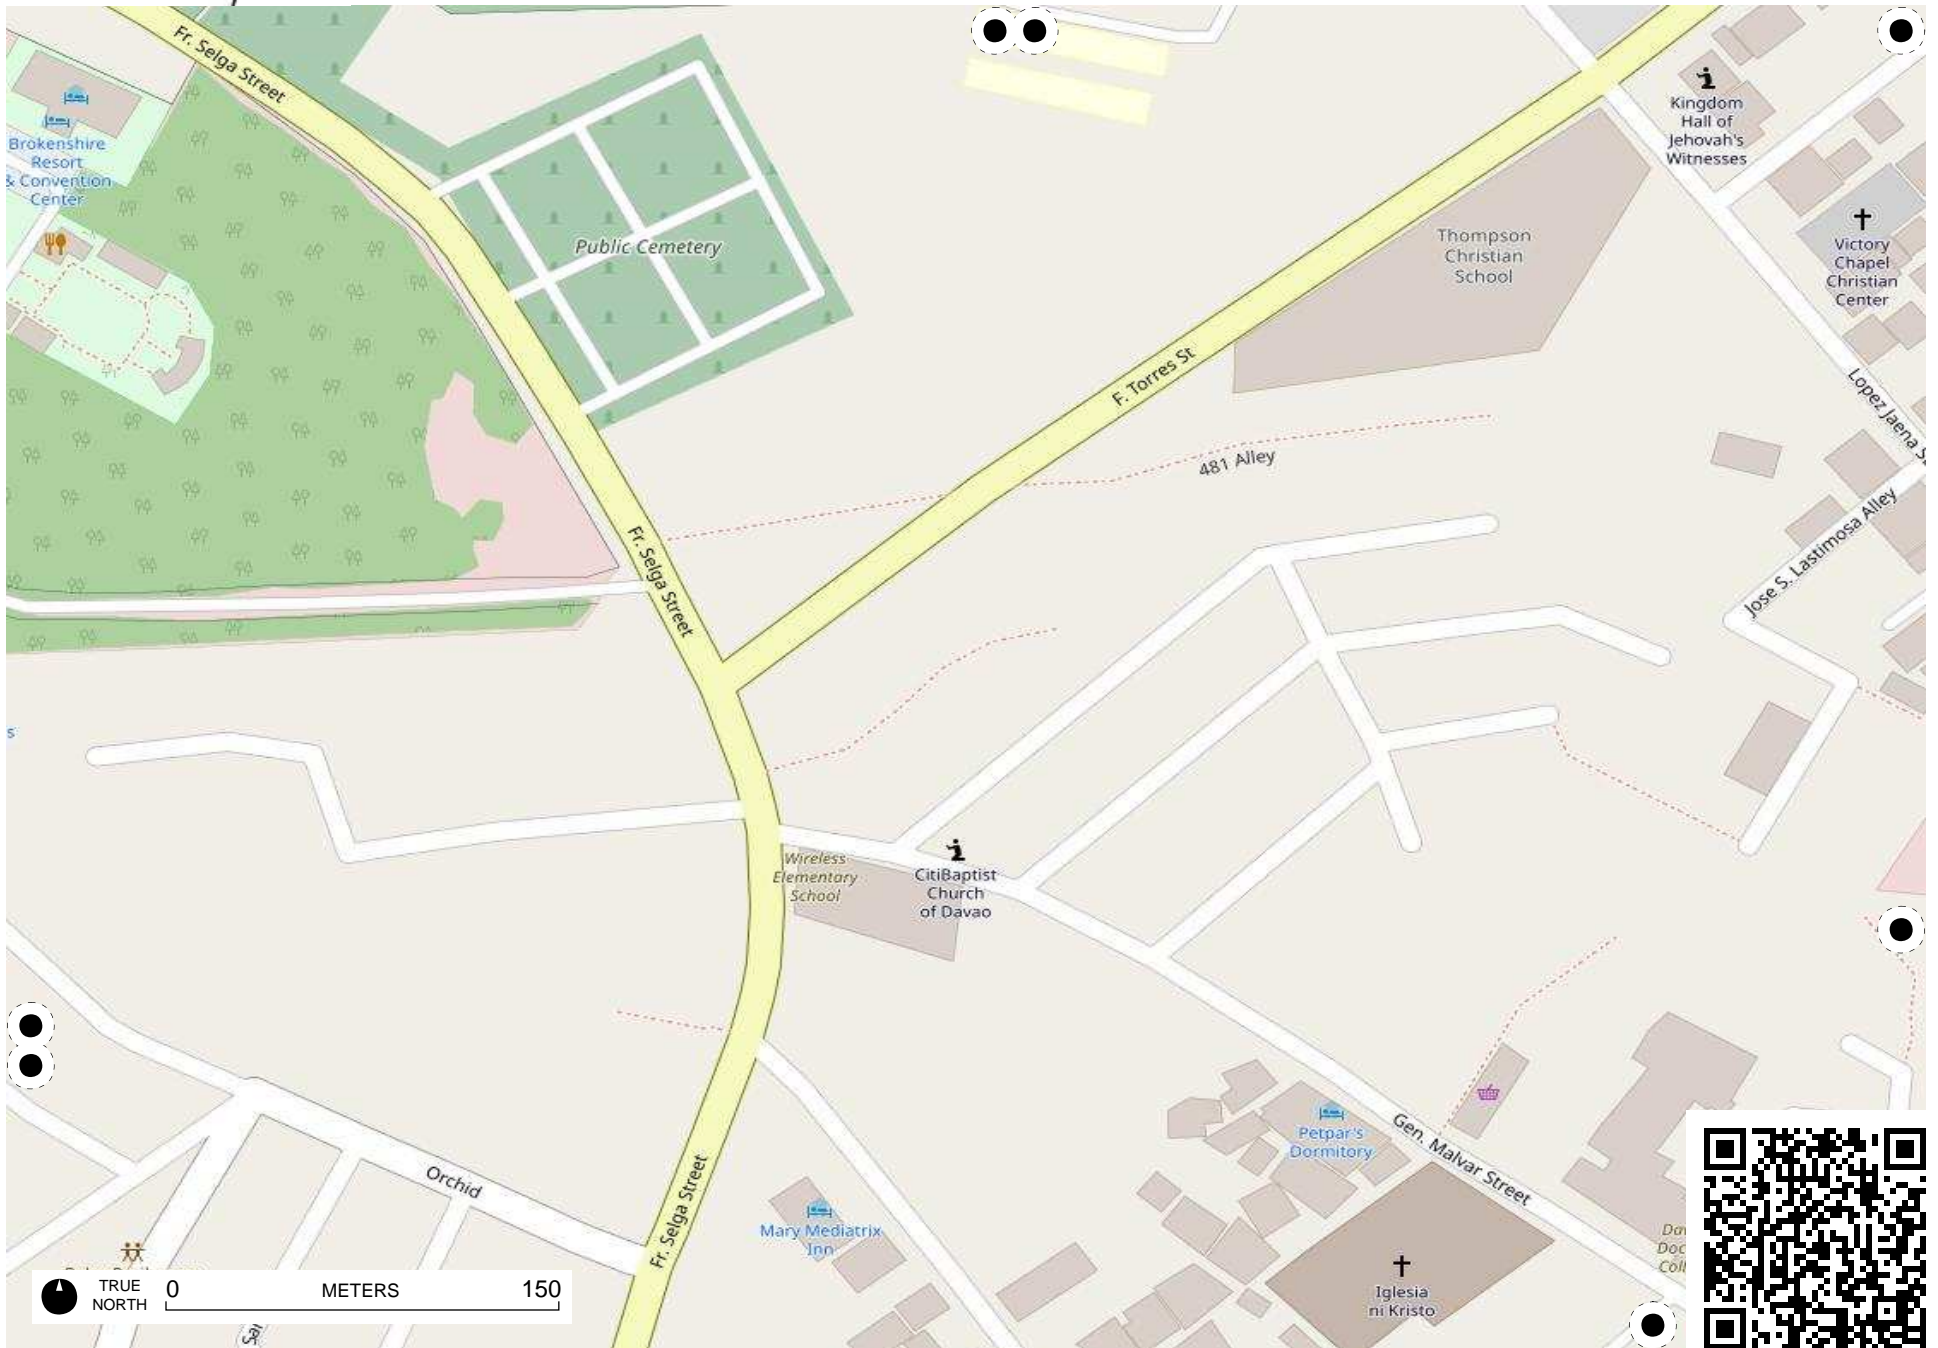 Fr. Selga Street
Brokenshire
Resort
& Convention
Center
Public Cemetery
Kingdom
Hall of
Jehovah's
Witnesses
Thompson
Christian
School
Victory
Chapel
Christian
Center
F. Torres St
Lopez Jaena St
481 Alley
Jose S. Lastimosa Alley
Fr. Selga Street
s
Wireless
Elementary
School
CitiBaptist
Church
of Davao
Petpar's
Dormitory
Gen. Malvar Street
Orchid
Fr. Selga Street
Mary Mediatrix
Inn
Iglesia
ni Kristo
Da
Doc
Coll
TRUE
NORTH
0 METERS 150